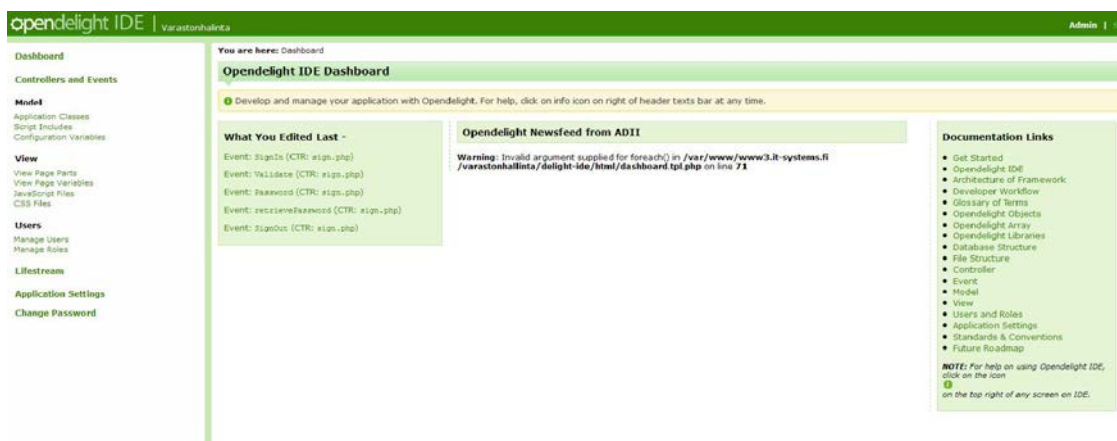 opendelight IDE | Varastonhallinta
Admin |
Dashboard
Controllers and Events
Model
Application Classes
Script Includes
Configuration Variables
View
View Page Parts
View Page Variables
JavaScript Files
CSS Files
Users
Manage Users
Manage Roles
Lifestream
Application Settings
Change Password
You are here: Dashboard
Opendelight IDE Dashboard
Develop and manage your application with Opendelight. For help, click on info icon on right of header texts bar at any time.
What You Edited Last -
Event: SignIn (CTR: sign.php)
Event: Validate (CTR: sign.php)
Event: Password (CTR: sign.php)
Event: retrievePassword (CTR: sign.php)
Event: SignOut (CTR: sign.php)
Opendelight Newsfeed from ADII
Warning: Invalid argument supplied for foreach() in /var/www/www3.it-systems.fi
/varastonhallinta/delight-ide/html/dashboard.tpl.php on line 71
Documentation Links
Get Started
Opendelight IDE
Architecture of Framework
Developer Workflow
Glossary of Terms
Opendelight Objects
Opendelight Array
Opendelight Libraries
Database Structure
File Structure
Controller
Event
Model
View
Users and Roles
Application Settings
Standards & Conventions
Future Roadmap
NOTE: For help on using Opendelight IDE,
click on the icon
on the top right of any screen on IDE.